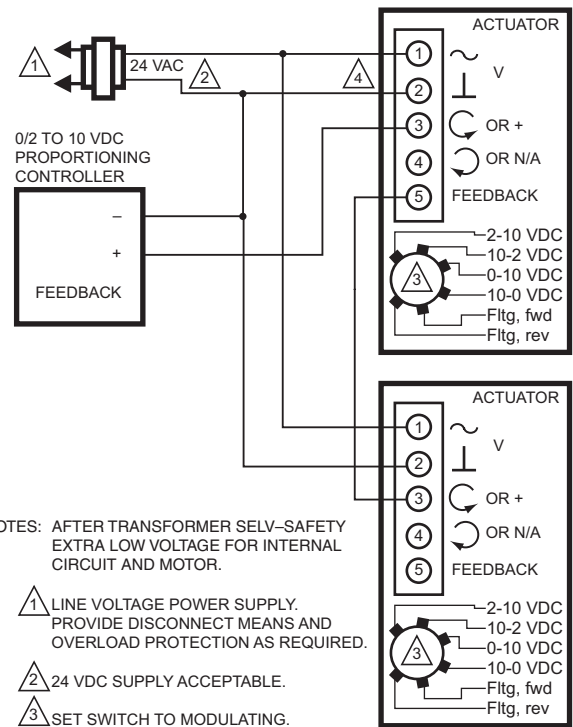 ACTUATOR
1
24 VAC
2
4
1
V
2
0/2 TO 10 VDC
PROPORTIONING
CONTROLLER
3
OR +
4
OR N/A
5
FEEDBACK
–
+
FEEDBACK
3
2-10 VDC
10-2 VDC
0-10 VDC
10-0 VDC
Fltg, fwd
Fltg, rev
ACTUATOR
1
V
2
3
OR +
4
OR N/A
5
FEEDBACK
3
2-10 VDC
10-2 VDC
0-10 VDC
10-0 VDC
Fltg, fwd
Fltg, rev
OTES: AFTER TRANSFORMER SELV–SAFETY
EXTRA LOW VOLTAGE FOR INTERNAL
CIRCUIT AND MOTOR.
1 LINE VOLTAGE POWER SUPPLY.
PROVIDE DISCONNECT MEANS AND
OVERLOAD PROTECTION AS REQUIRED.
2 24 VDC SUPPLY ACCEPTABLE.
3 SET SWITCH TO MODULATING.